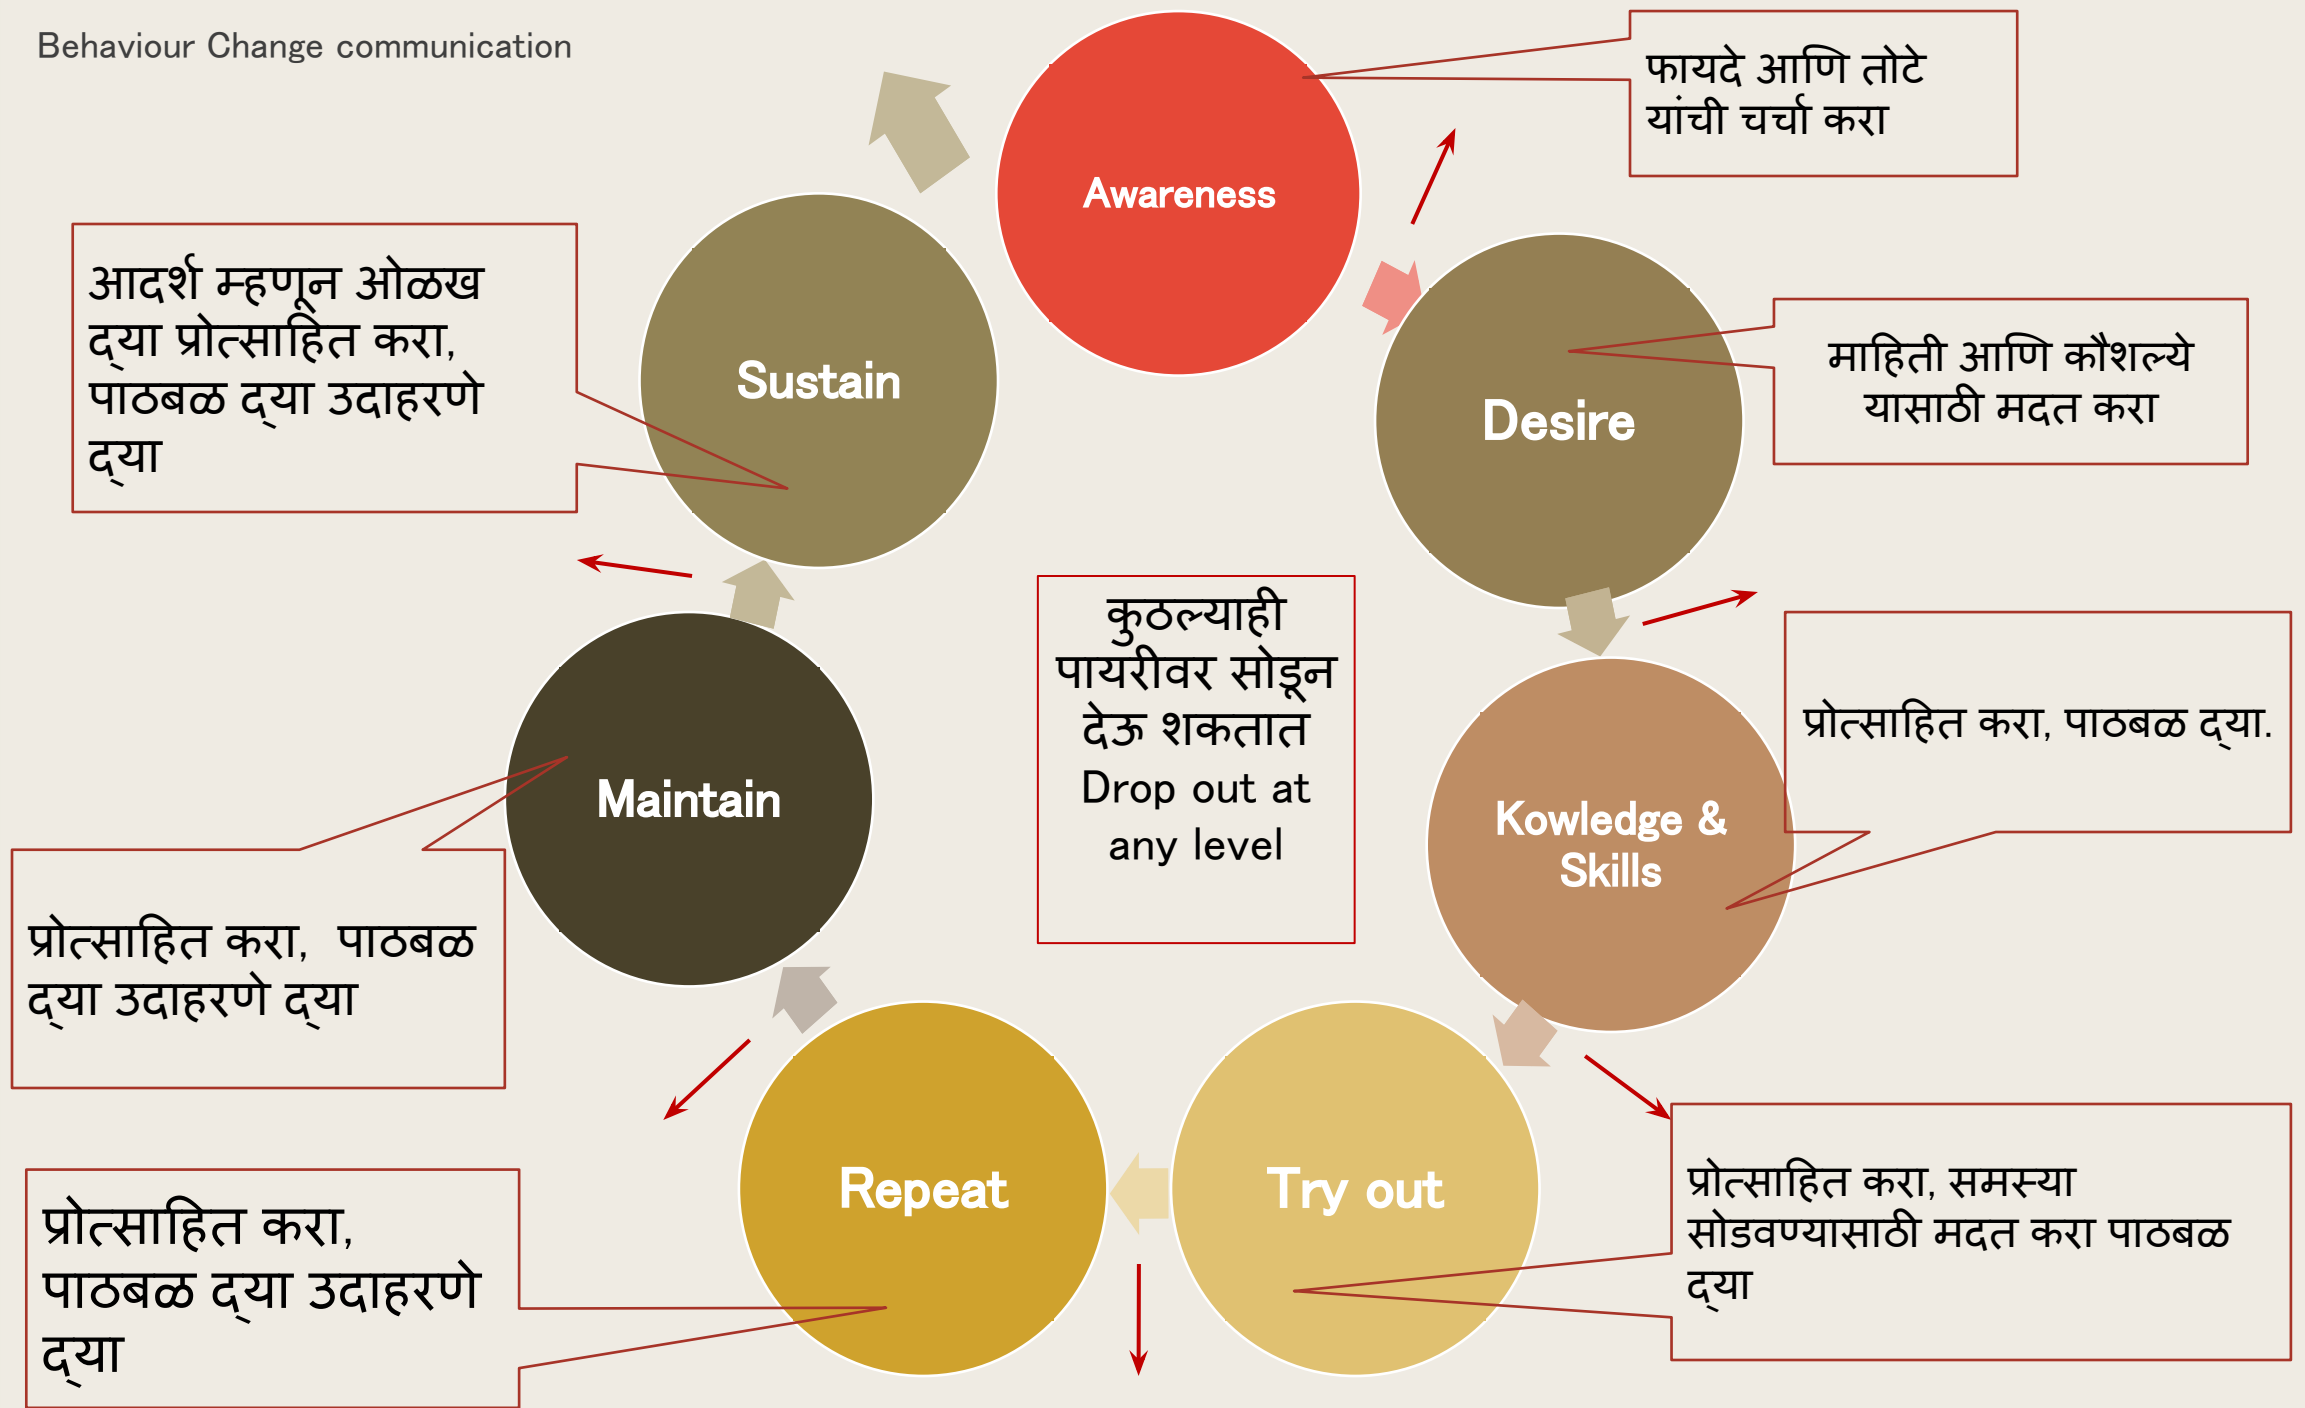 Behaviour Change communication
Awareness
फायदे आणि तोटे
यांची चर्चा करा
Desire
माहिती आणि कौशल्ये
यासाठी मदत करा
Kowledge &
Skills
प्रोत्साहित करा, पाठबळ द्‌या.
Try out
प्रोत्साहित करा, समस्या
सोडवण्यासाठी मदत करा पाठबळ
द्‌या
Repeat
प्रोत्साहित करा,
पाठबळ द्‌या उदाहरणे
द्‌या
Maintain
प्रोत्साहित करा, पाठबळ
द्‌या उदाहरणे द्‌या
Sustain
आदर्श म्हणून ओळख
द्‌या प्रोत्साहित करा,
पाठबळ द्‌या उदाहरणे
द्‌या
कुठल्याही
पायरीवर सोडून
देऊ शकतात
Drop out at
any level